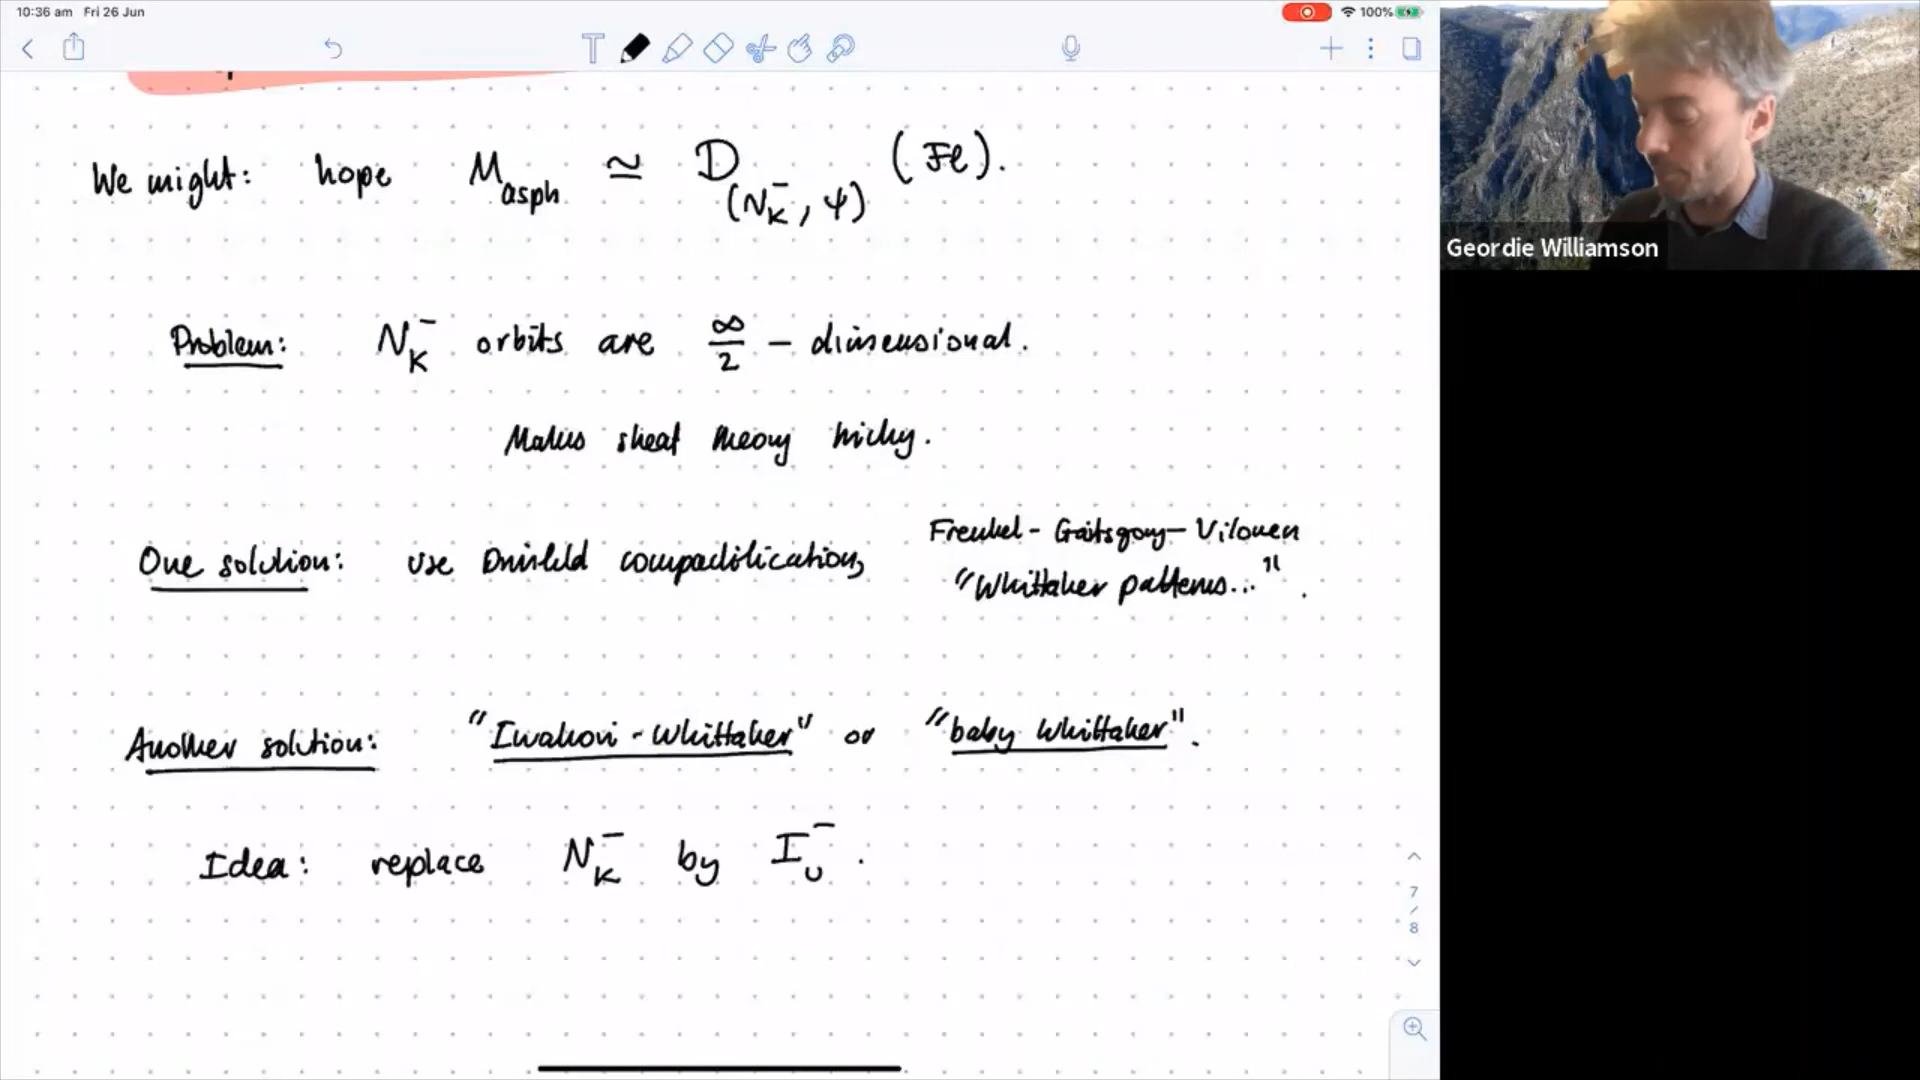 10:36 am Fri 26 Jun
100%
We might: hope M_asph ≃ D_(N_K^-, ψ) (Fl).
Problem: N_K^- orbits are ∞/2 - dimensional.
Makes sheaf theory tricky.
One solution: use Drinfeld compactification,
Frenkel - Gaitsgory - Vilonen
"Whittaker patterns..." .
Another solution: "Iwahori - Whittaker" or "baby Whittaker".
Idea: replace N_K^- by I_u^- .
7
/
8
Geordie Williamson